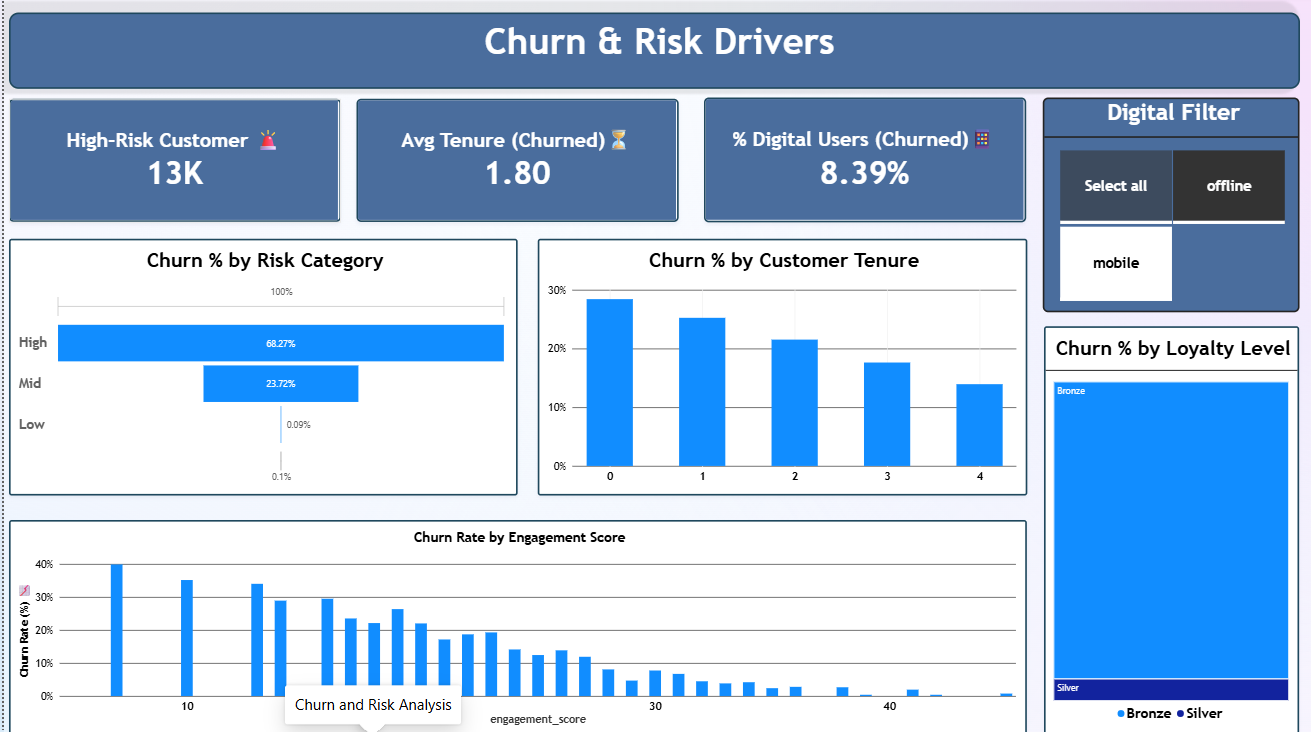 Churn & Risk Drivers
High-Risk Customer 🚨
13K
Avg Tenure (Churned) ⏳
1.80
% Digital Users (Churned)
8.39%
Digital Filter
Select all
offline
mobile
Churn % by Risk Category
100%
High
68.27%
Mid
23.72%
Low
0.09%
0.1%
Churn % by Customer Tenure
30%
20%
10%
0%
0 1 2 3 4
Churn % by Loyalty Level
Bronze
Silver
Bronze Silver
Churn Rate by Engagement Score
Churn Rate (%)
40%
30%
20%
10%
0%
10 30 40
engagement_score
Churn and Risk Analysis